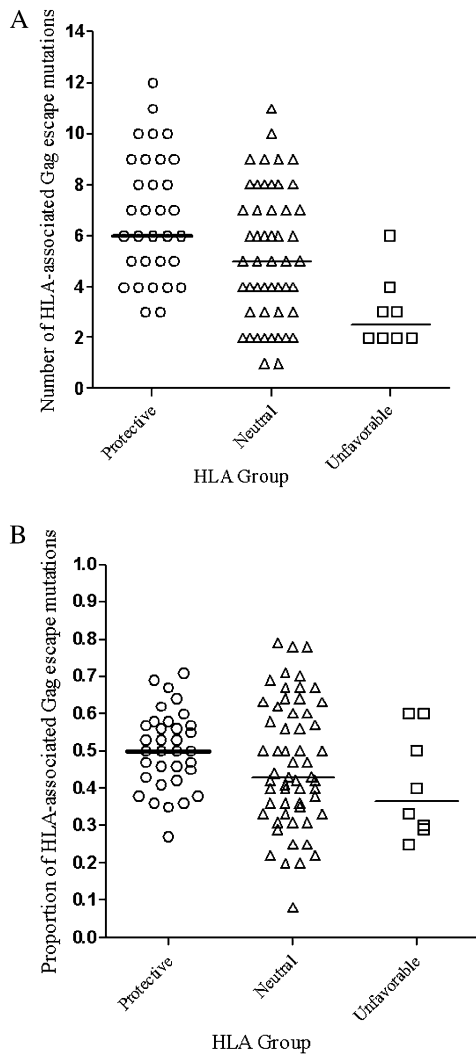 A
Number of HLA-associated Gag escape mutations
14
12
10
8
6
4
2
0
Protective
Neutral
Unfavorable
HLA Group
B
Proportion of HLA-associated Gag escape mutations
1.0
0.9
0.8
0.7
0.6
0.5
0.4
0.3
0.2
0.1
0.0
Protective
Neutral
Unfavorable
HLA Group